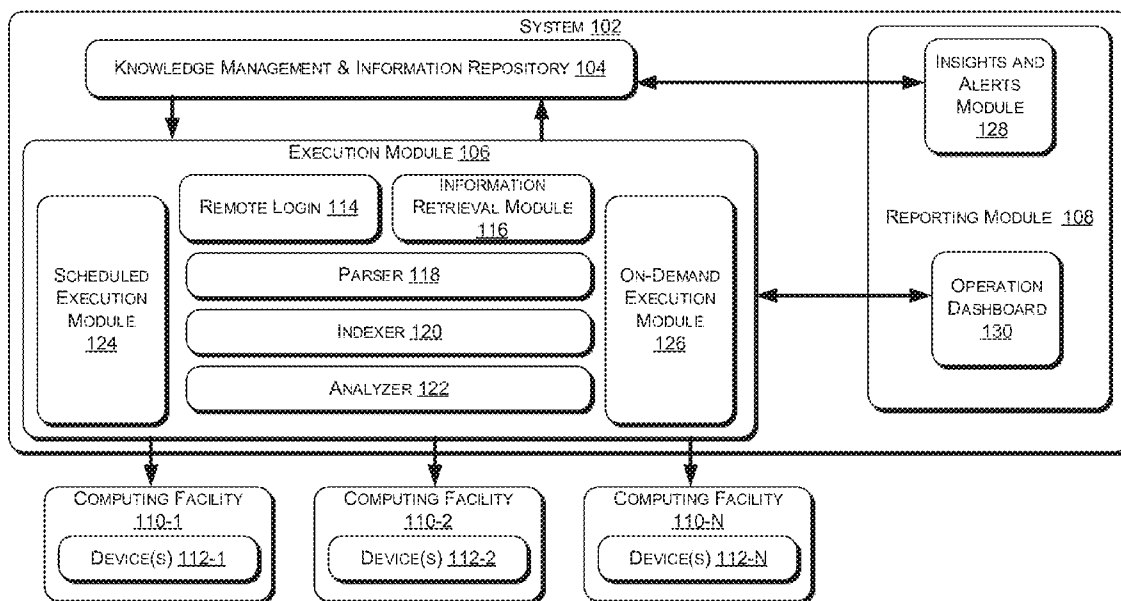 SYSTEM 102
KNOWLEDGE MANAGEMENT & INFORMATION REPOSITORY 104
INSIGHTS AND
ALERTS
MODULE
128
EXECUTION MODULE 106
REMOTE LOGIN 114
INFORMATION
RETRIEVAL MODULE
116
SCHEDULED
EXECUTION
MODULE
124
PARSER 118
INDEXER 120
ANALYZER 122
ON-DEMAND
EXECUTION
MODULE
126
REPORTING MODULE 108
OPERATION
DASHBOARD
130
COMPUTING FACILITY
110-1
DEVICE(S) 112-1
COMPUTING FACILITY
110-2
DEVICE(S) 112-2
COMPUTING FACILITY
110-N
DEVICE(S) 112-N